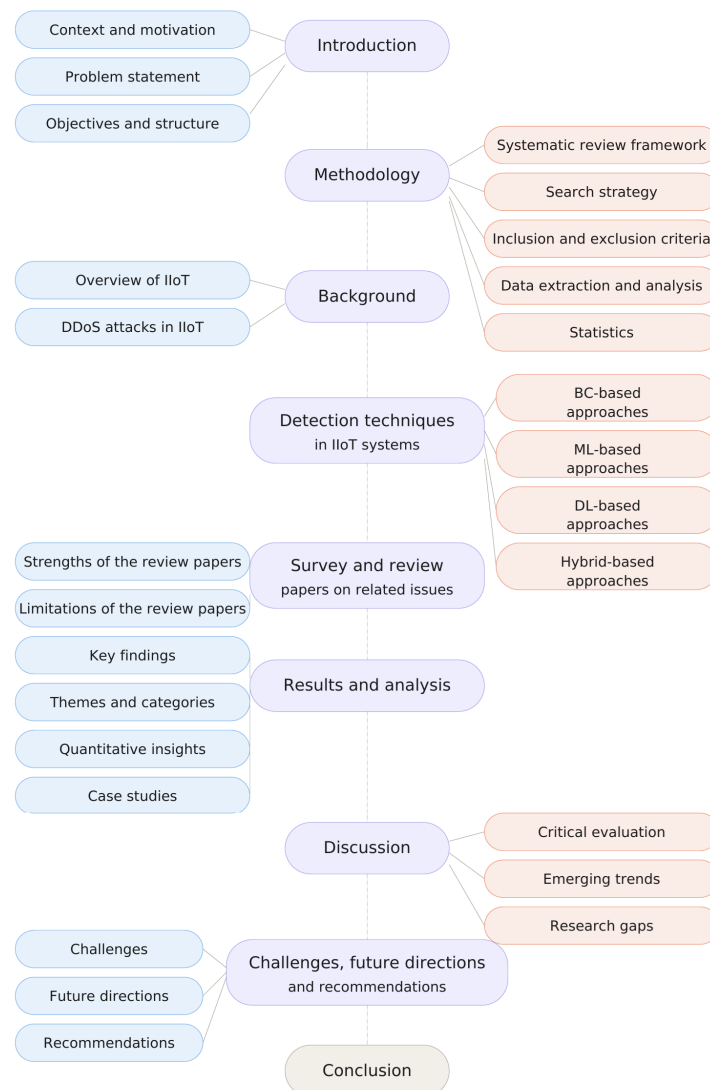 Context and motivation
Introduction
Problem statement
Objectives and structure
Systematic review framework
Methodology
Search strategy
Inclusion and exclusion criteria
Data extraction and analysis
Statistics
Overview of IIoT
Background
DDoS attacks in IIoT
Detection techniques
in IIoT systems
BC-based
approaches
ML-based
approaches
DL-based
approaches
Hybrid-based
approaches
Strengths of the review papers
Survey and review
papers on related issues
Limitations of the review papers
Key findings
Results and analysis
Themes and categories
Quantitative insights
Case studies
Discussion
Critical evaluation
Emerging trends
Research gaps
Challenges
Challenges, future directions
and recommendations
Future directions
Recommendations
Conclusion